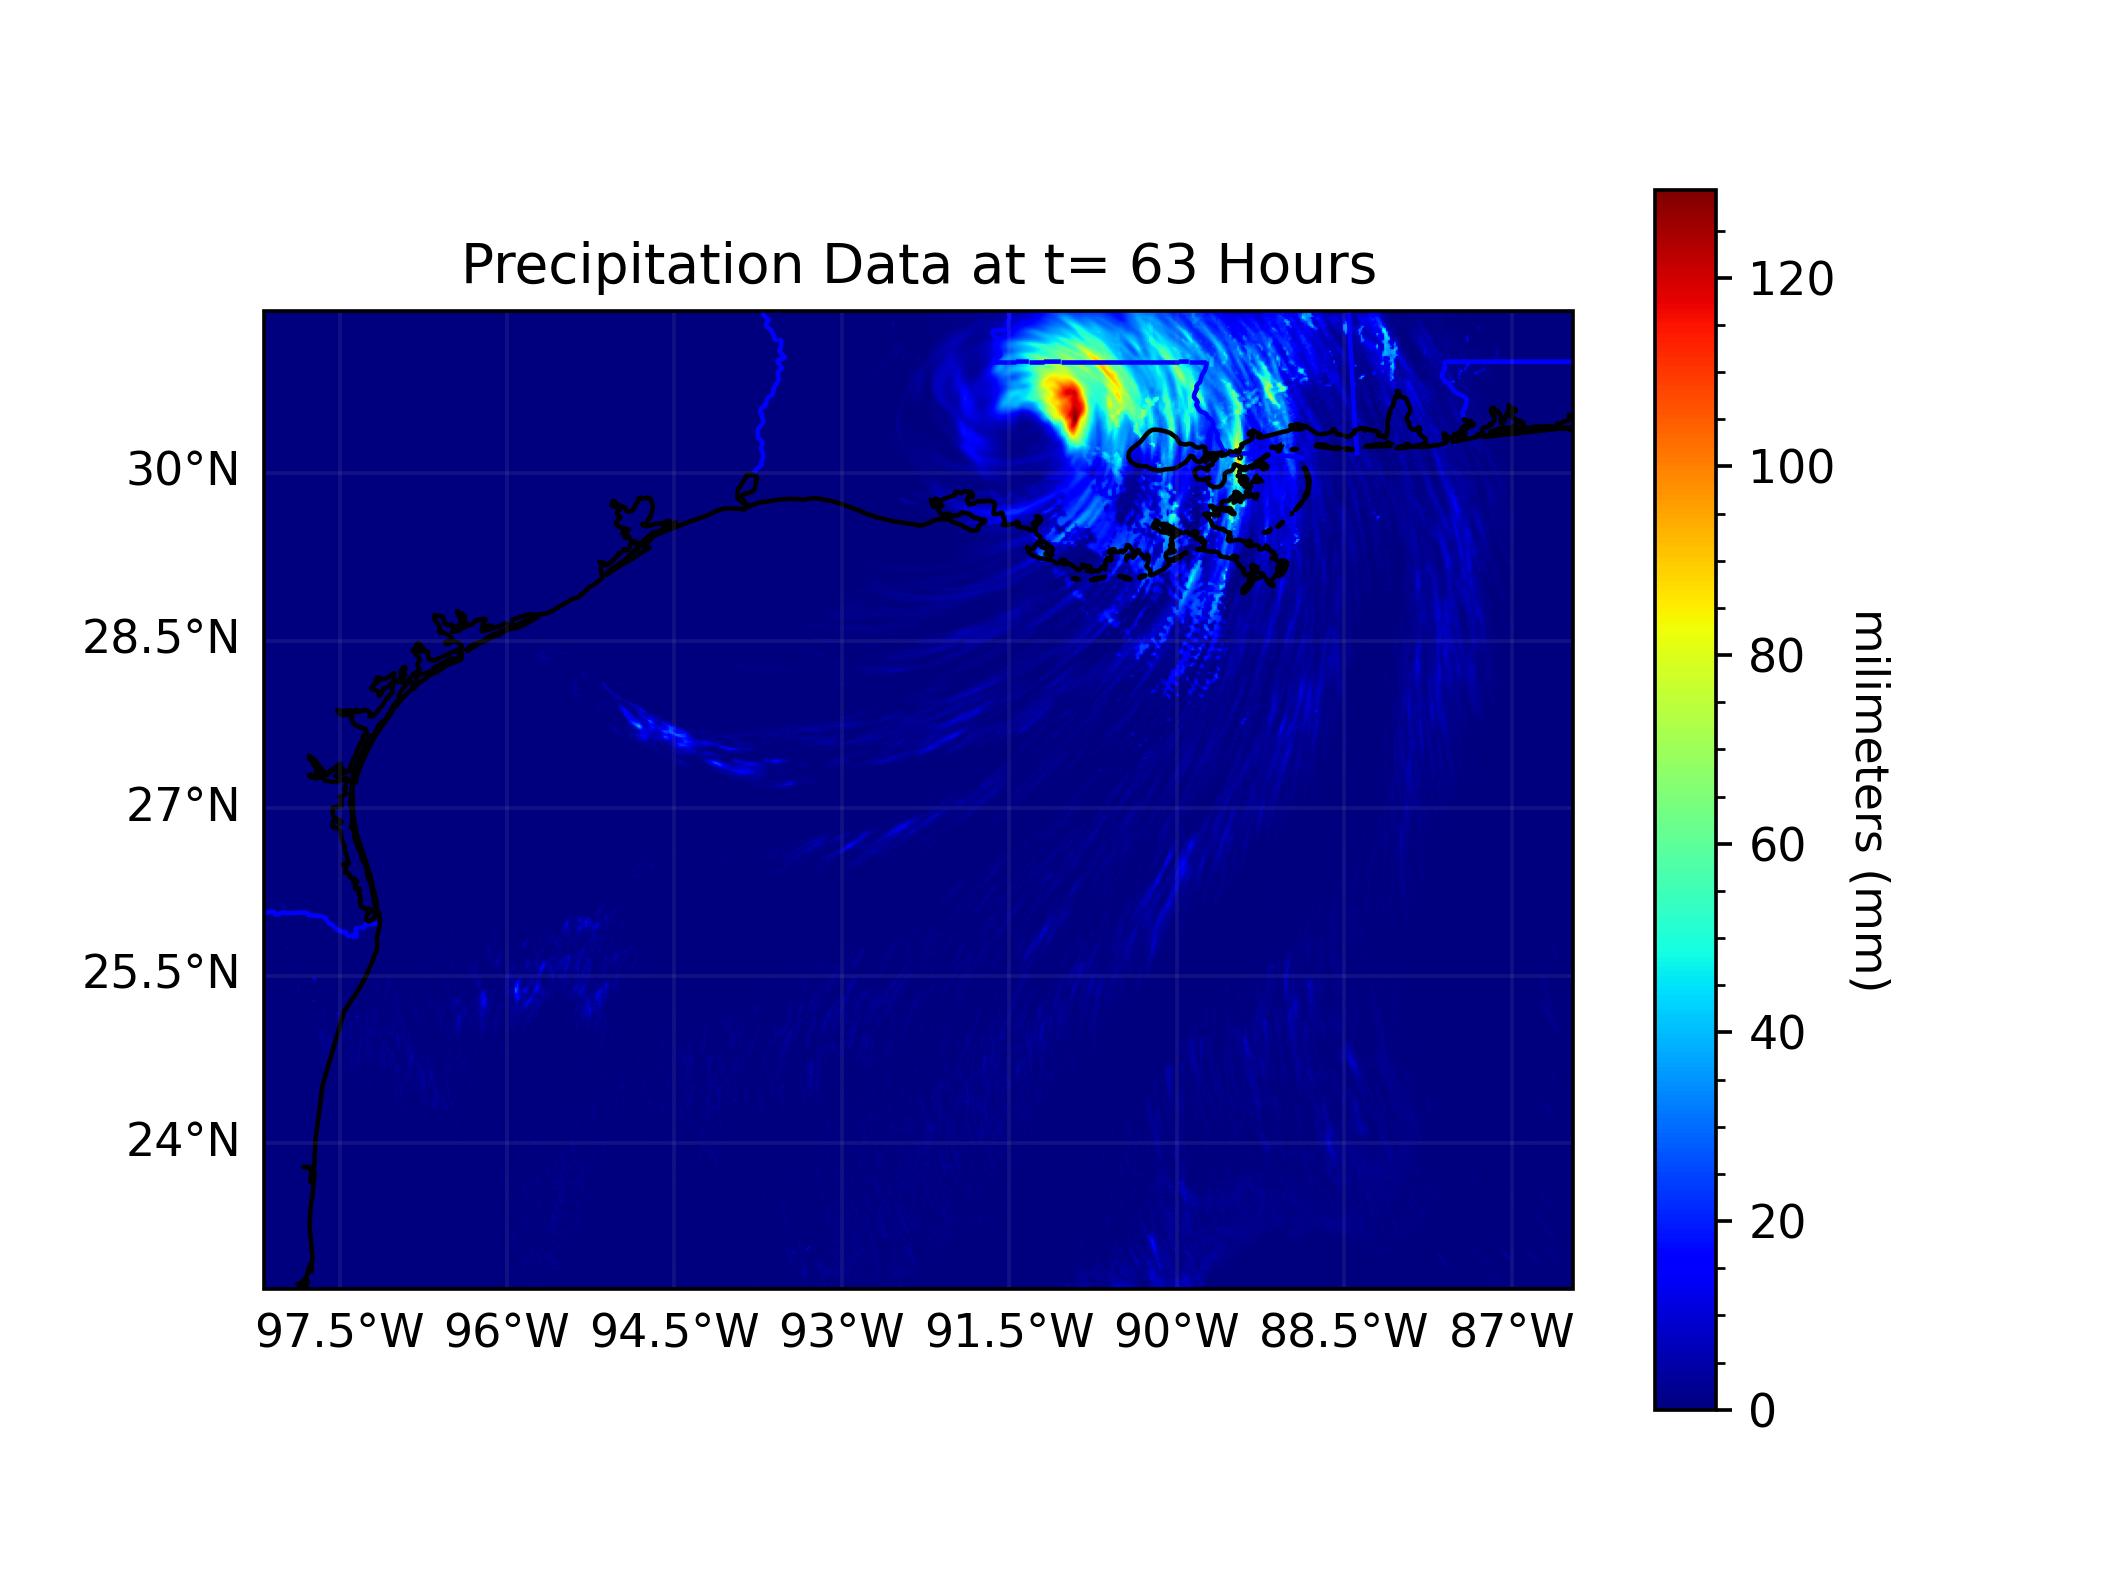 Precipitation Data at t= 63 Hours
30°N
28.5°N
27°N
25.5°N
24°N
97.5°W 96°W 94.5°W 93°W 91.5°W 90°W 88.5°W 87°W
120
100
80
60
40
20
0
milimeters (mm)